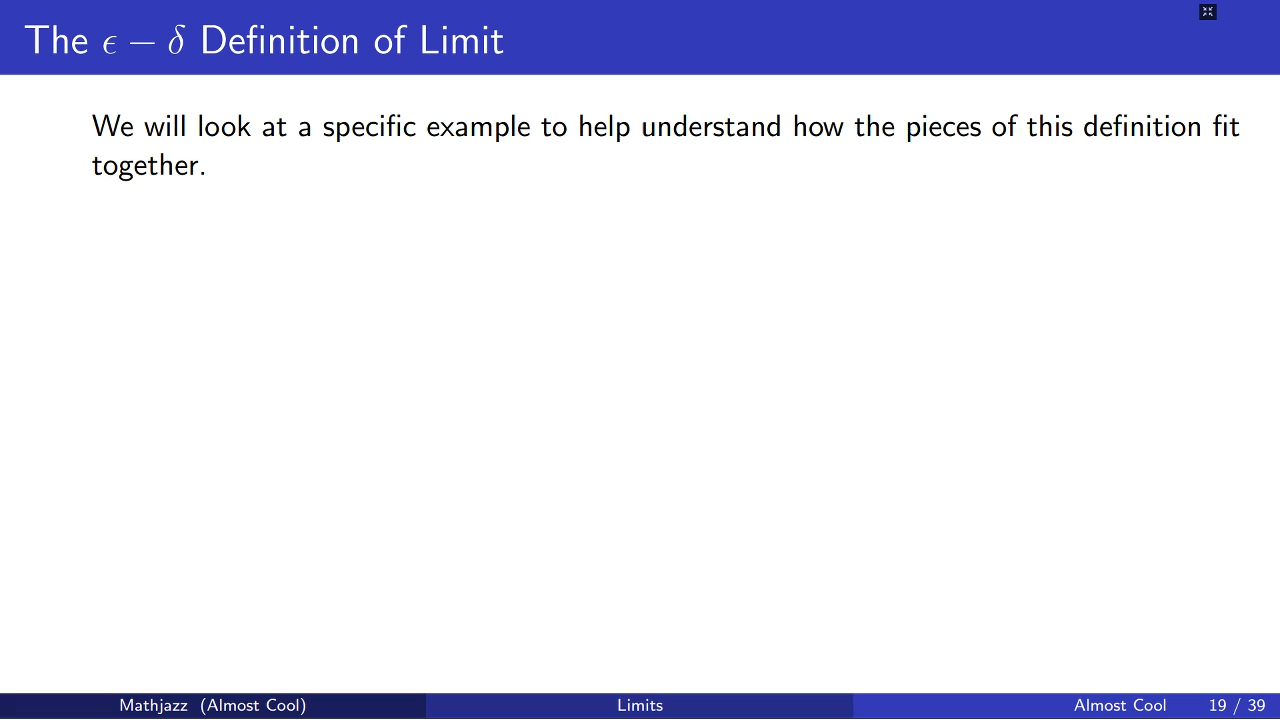 The ϵ − δ Definition of Limit
We will look at a specific example to help understand how the pieces of this definition fit
together.
Mathjazz (Almost Cool) Limits Almost Cool 19 / 39